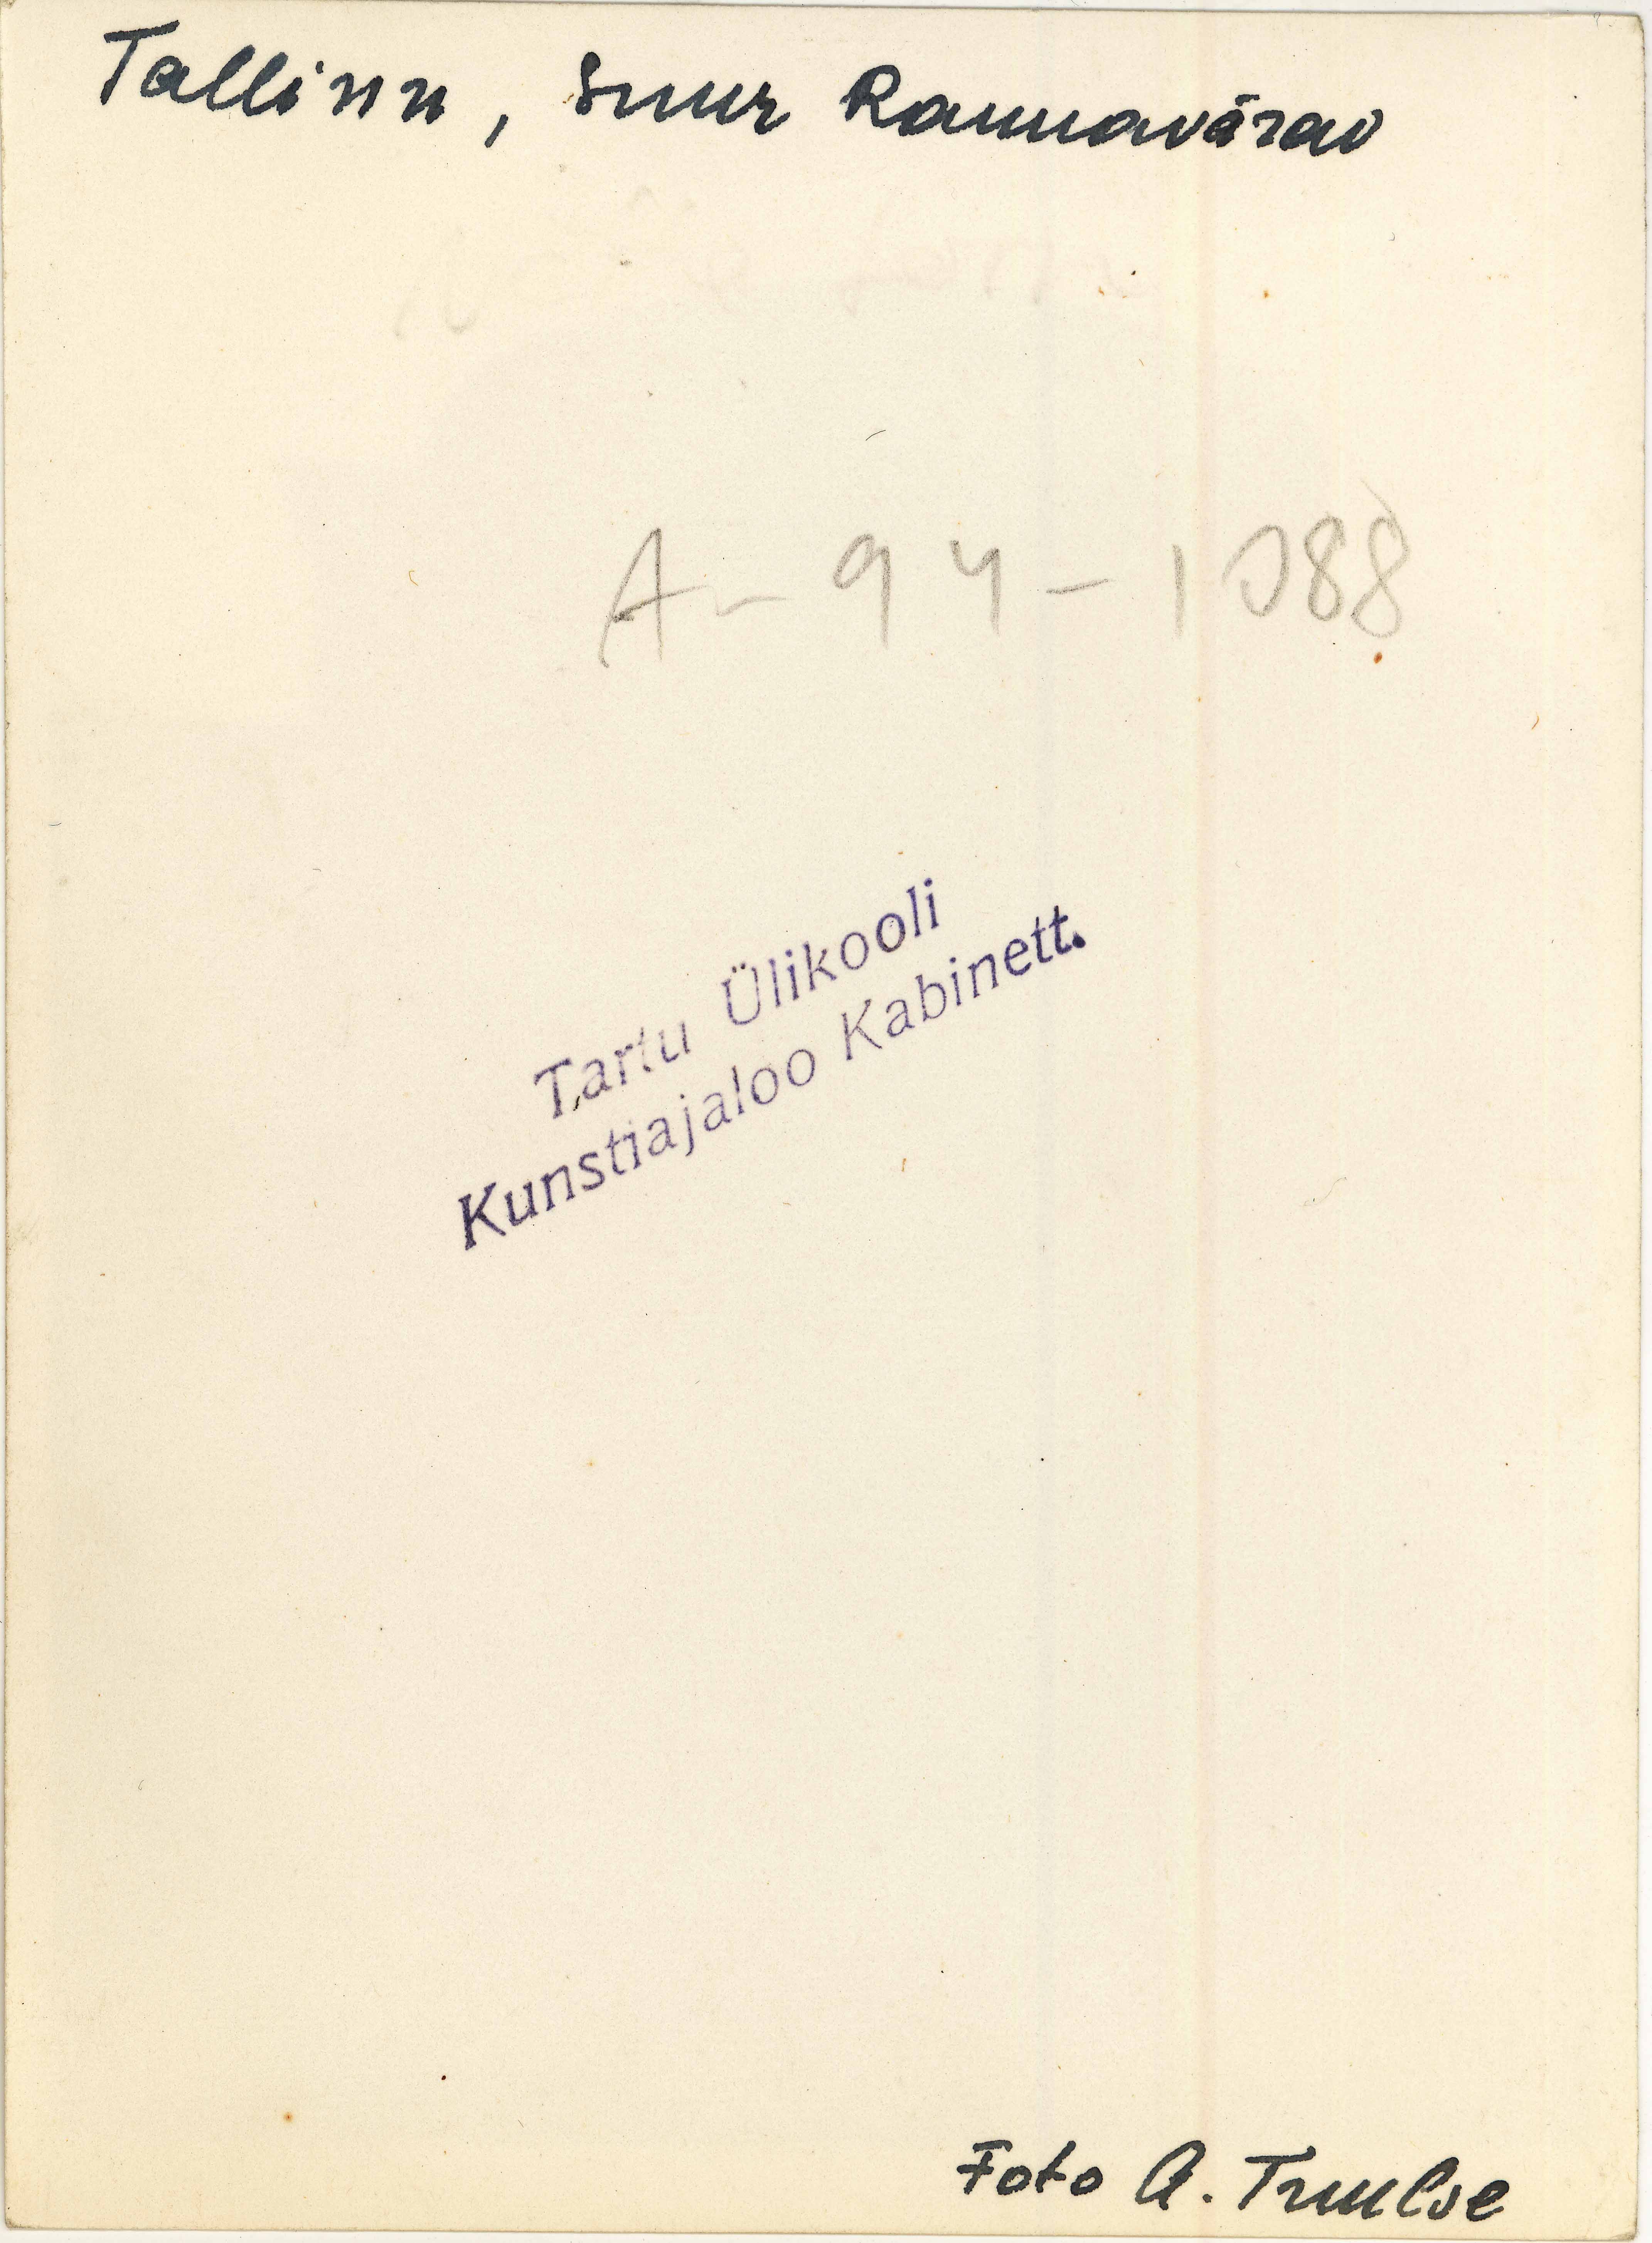 Tallinn, Suur Rannavärav
A-94-1088
Tartu Ülikooli
Kunstiajaloo Kabinett.
Foto A. Tuulse